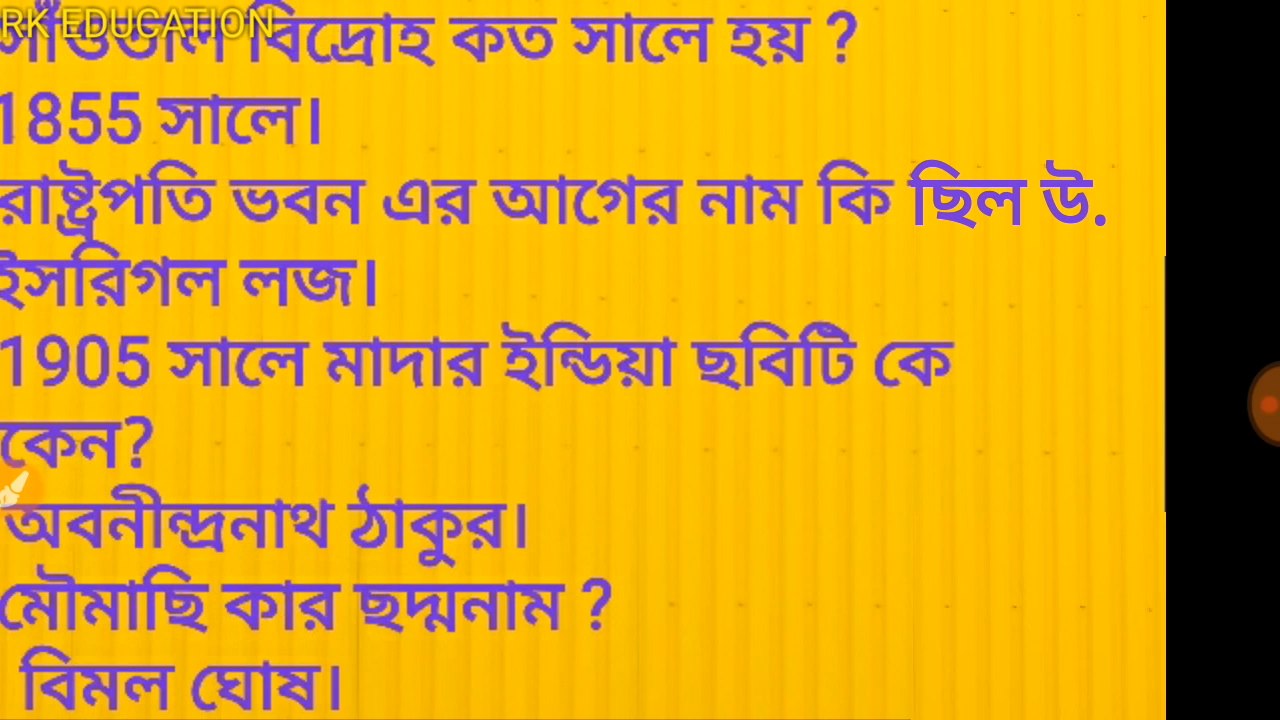 RK EDUCATION
সাঁওতাল বিদ্রোহ কত সালে হয় ?
1855 সালে।
রাষ্ট্রপতি ভবন এর আগের নাম কি ছিল উ.
ইসরিগল লজ।
1905 সালে মাদার ইন্ডিয়া ছবিটি কে
কেন?
অবনীন্দ্রনাথ ঠাকুর।
মৌমাছি কার ছদ্মনাম ?
বিমল ঘোষ।